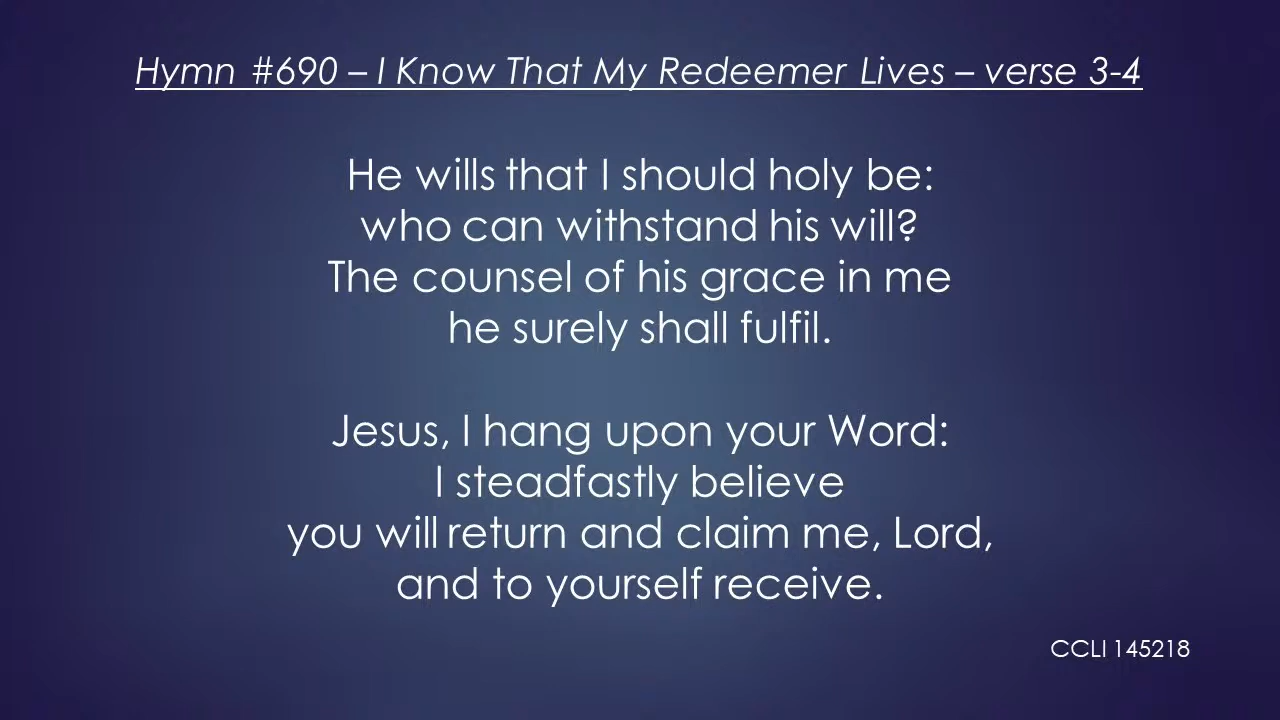 Hymn #690 – I Know That My Redeemer Lives – verse 3-4
He wills that I should holy be:
who can withstand his will?
The counsel of his grace in me
he surely shall fulfil.
Jesus, I hang upon your Word:
I steadfastly believe
you will return and claim me, Lord,
and to yourself receive.
CCLI 145218